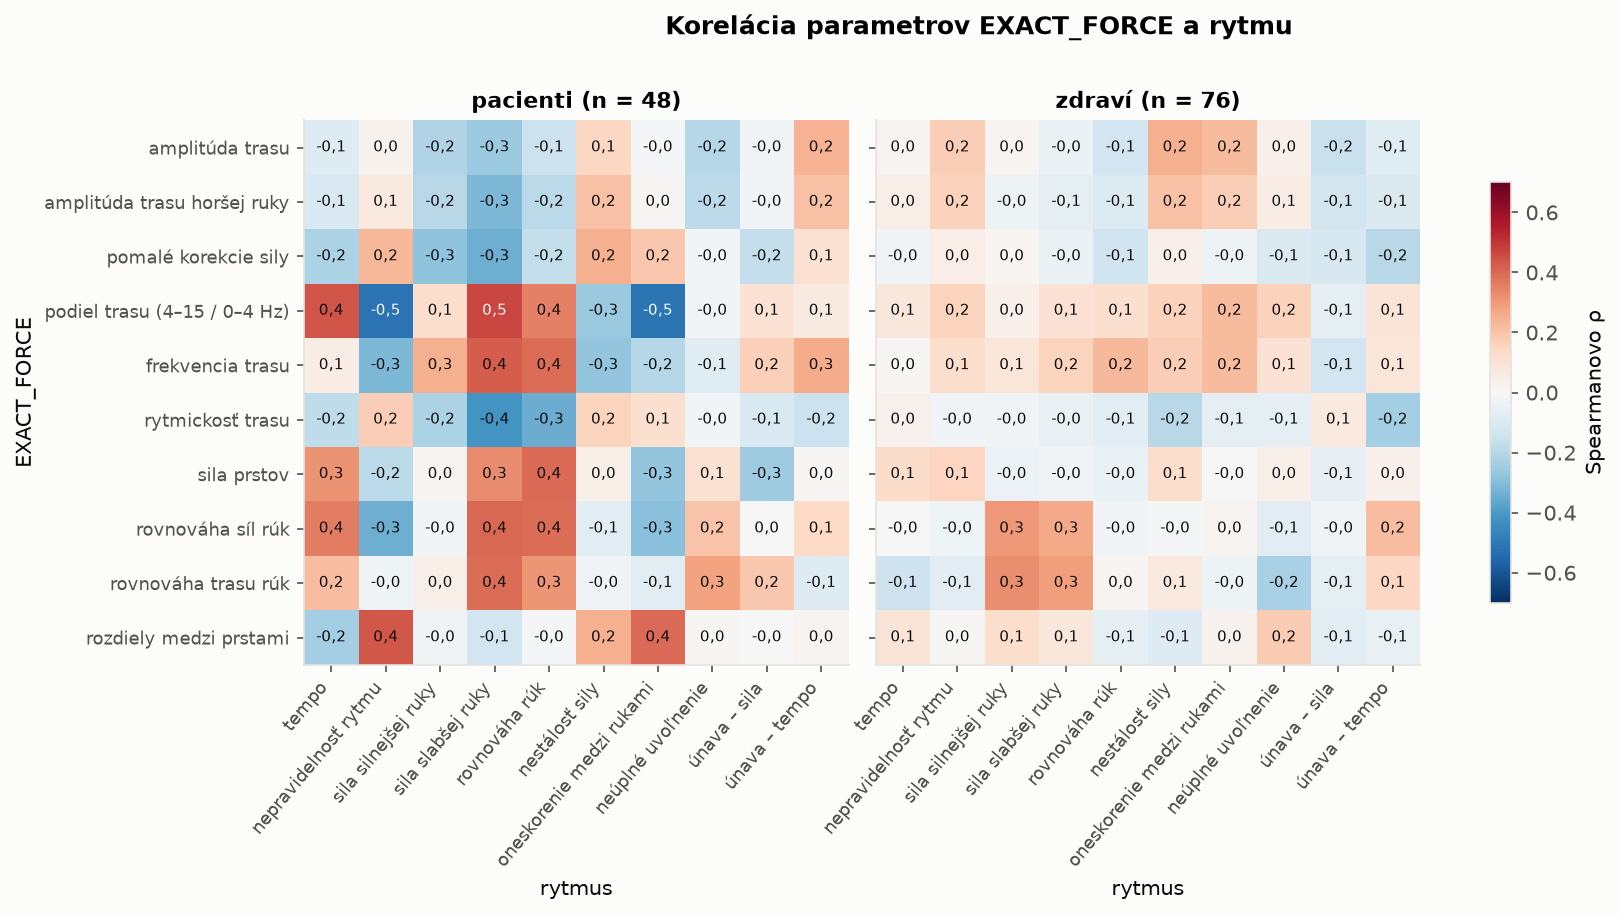 Korelácia parametrov EXACT_FORCE a rytmu
pacienti (n = 48)
zdraví (n = 76)
EXACT_FORCE
amplitúda trasu -0,1 0,0 -0,2 -0,3 -0,1 0,1 -0,0 -0,2 -0,0 0,2 0,0 0,2 0,0 -0,0 -0,1 0,2 0,2 0,0 -0,2 -0,1
amplitúda trasu horšej ruky -0,1 0,1 -0,2 -0,3 -0,2 0,2 0,0 -0,2 -0,0 0,2 0,0 0,2 -0,0 -0,1 -0,1 0,2 0,2 0,1 -0,1 -0,1
pomalé korekcie sily -0,2 0,2 -0,3 -0,3 -0,2 0,2 0,2 -0,0 -0,2 0,1 -0,0 0,0 0,0 -0,0 -0,1 0,0 -0,0 -0,1 -0,1 -0,2
podiel trasu (4–15 / 0–4 Hz) 0,4 -0,5 0,1 0,5 0,4 -0,3 -0,5 -0,0 0,1 0,1 0,1 0,2 0,0 0,1 0,1 0,2 0,2 0,2 -0,1 0,1
frekvencia trasu 0,1 -0,3 0,3 0,4 0,4 -0,3 -0,2 -0,1 0,2 0,3 0,0 0,1 0,1 0,2 0,2 0,2 0,2 0,1 -0,1 0,1
rytmickosť trasu -0,2 0,2 -0,2 -0,4 -0,3 0,2 0,1 -0,0 -0,1 -0,2 0,0 -0,0 -0,0 -0,0 -0,1 -0,2 -0,1 -0,1 0,1 -0,2
sila prstov 0,3 -0,2 0,0 0,3 0,4 0,0 -0,3 0,1 -0,3 0,0 0,1 0,1 -0,0 -0,0 -0,0 0,1 -0,0 0,0 -0,1 0,0
rovnováha síl rúk 0,4 -0,3 -0,0 0,4 0,4 -0,1 -0,3 0,2 0,0 0,1 -0,0 -0,0 0,3 0,3 -0,0 -0,0 0,0 -0,1 -0,0 0,2
rovnováha trasu rúk 0,2 -0,0 0,0 0,4 0,3 -0,0 -0,1 0,3 0,2 -0,1 -0,1 -0,1 0,3 0,3 0,0 0,1 -0,0 -0,2 -0,1 0,1
rozdiely medzi prstami -0,2 0,4 -0,0 -0,1 -0,0 0,2 0,4 0,0 -0,0 0,0 0,1 0,0 0,1 0,1 -0,1 -0,1 0,0 0,2 -0,1 -0,1
tempo
nepravidelnosť rytmu
sila silnejšej ruky
sila slabšej ruky
rovnováha rúk
nestálosť sily
oneskorenie medzi rukami
neúplné uvoľnenie
únava – sila
únava – tempo
rytmus
tempo
nepravidelnosť rytmu
sila silnejšej ruky
sila slabšej ruky
rovnováha rúk
nestálosť sily
oneskorenie medzi rukami
neúplné uvoľnenie
únava – sila
únava – tempo
rytmus
0.6
0.4
0.2
0.0
−0.2
−0.4
−0.6
Spearmanovo ρ